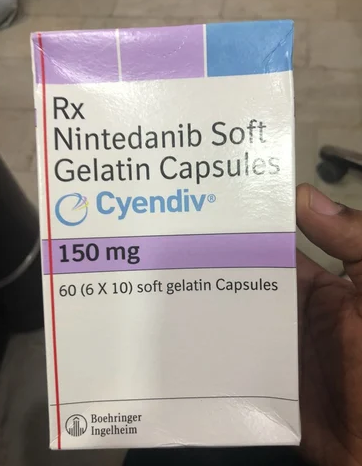 Rx
Nintedanib Soft
Gelatin Capsules
Cyendiv®
150 mg
60 (6 X 10) soft gelatin Capsules
Boehringer
Ingelheim